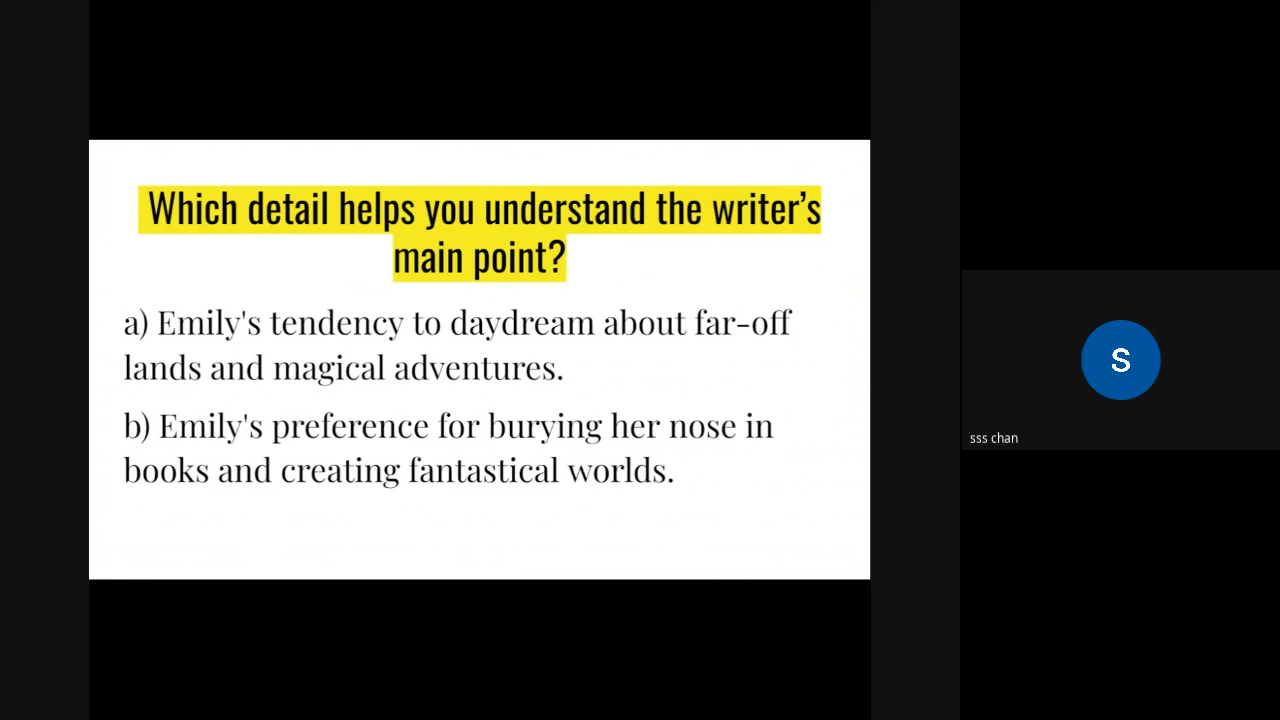 Which detail helps you understand the writer’s
main point?
a) Emily's tendency to daydream about far-off
lands and magical adventures.
b) Emily's preference for burying her nose in
books and creating fantastical worlds.
S
sss chan